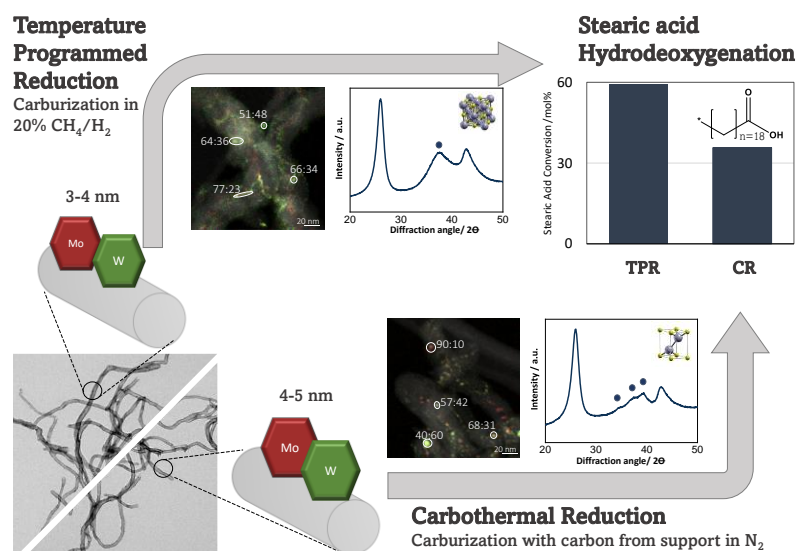 Temperature
Programmed
Reduction
Carburization in
20% CH₄/H₂
3-4 nm
Mo
W
51:48
64:36
66:34
77:23
20 nm
Intensity / a.u.
20 30 40 50
Diffraction angle/ 2Θ
Stearic acid
Hydrodeoxygenation
Stearic Acid Conversion /mol%
60
30
0
O
OH
n=18
*
TPR CR
4-5 nm
Mo
W
90:10
57:42
68:31
40:60
20 nm
Intensity / a.u.
20 30 40 50
Diffraction angle/ 2Θ
Carbothermal Reduction
Carburization with carbon from support in N₂